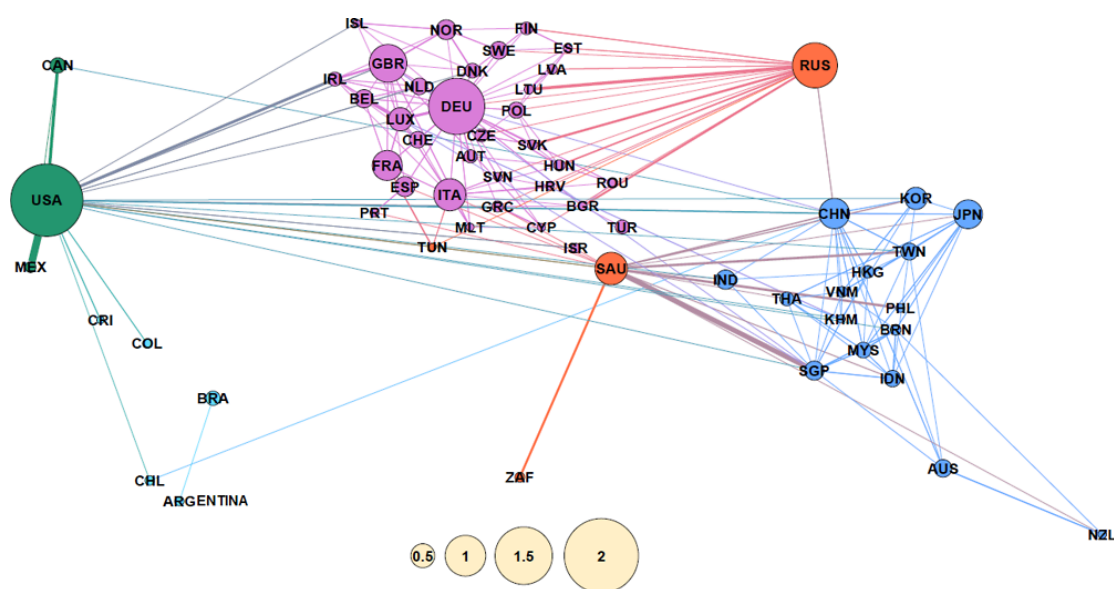 ISL
NOR
FIN
SWE
EST
CAN
GBR
RUS
IRL
DNK
LVA
NLD
LTU
BEL
DEU
POL
LUX
CHE
CZE
SVK
AUT
FRA
HUN
ESP
SVN
ROU
USA
ITA
HRV
KOR
PRT
GRC
BGR
CHN
JPN
MLT
CYP
TUR
TUN
ISR
TWN
MEX
SAU
HKG
IND
VNM
THA
PHL
CRI
KHM
BRN
COL
MYS
SGP
IDN
BRA
AUS
CHL
ZAF
ARGENTINA
NZL
0.5 1 1.5 2